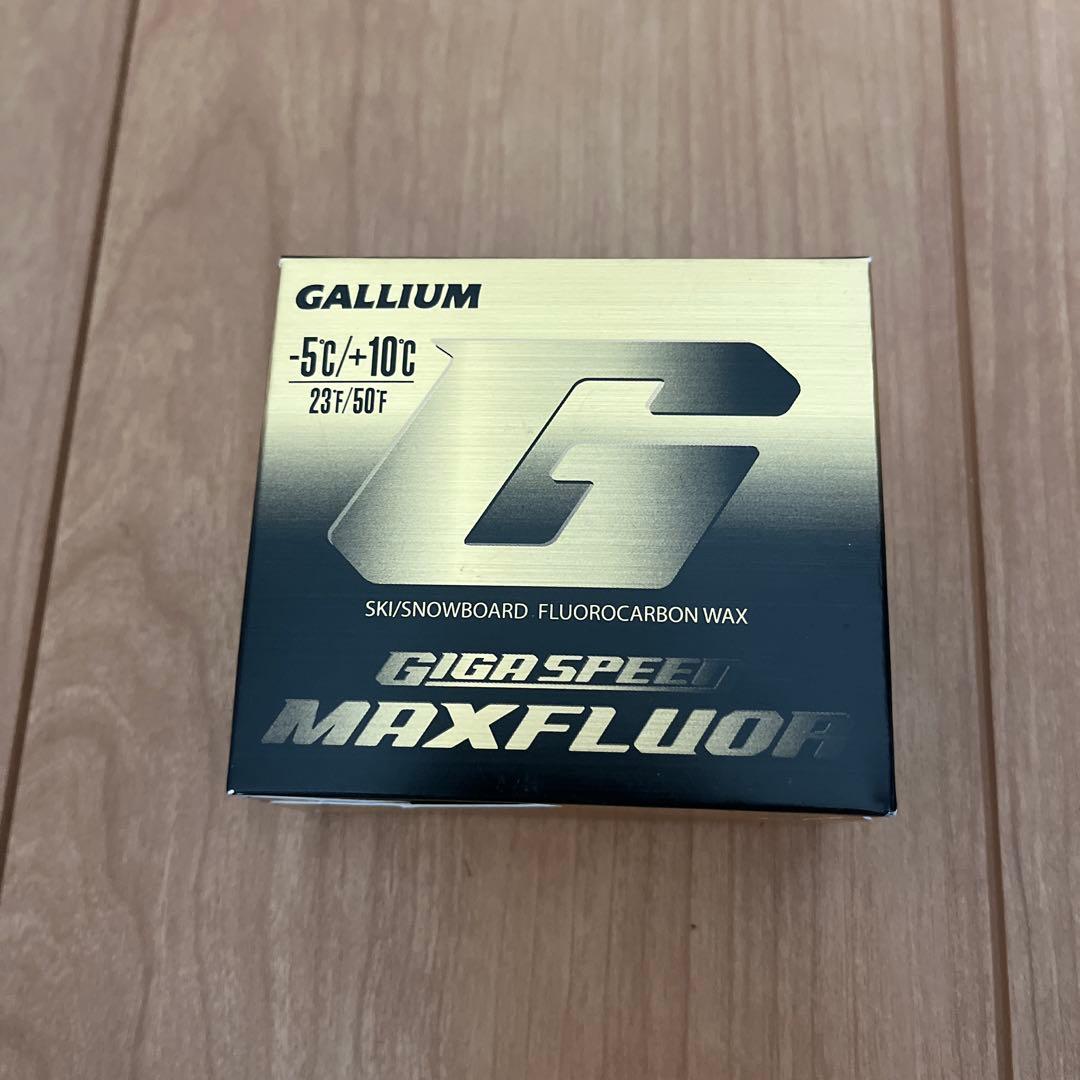 GALLIUM
-5℃/+10℃
23℉/50℉
G
SKI/SNOWBOARD FLUOROCARBON WAX
GIGA SPEED
MAXFLUOR